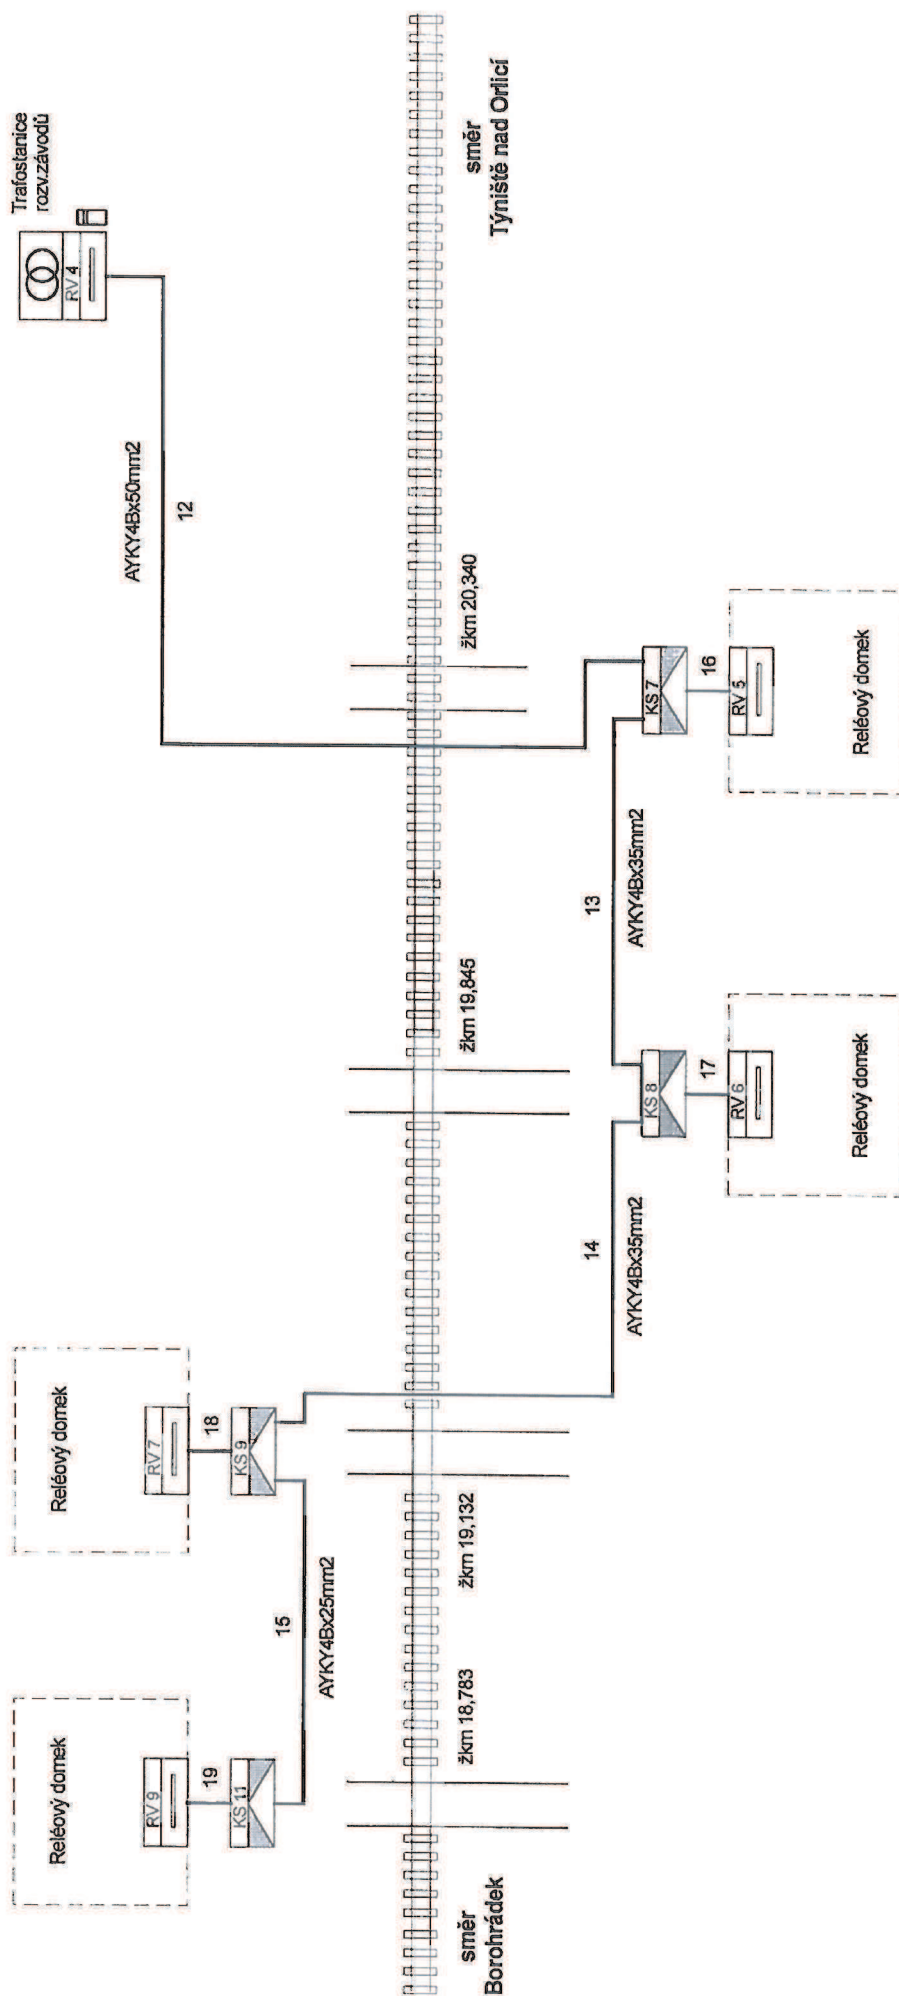 Trafostanice
rozv.závodů
RV 4
AYKY4Bx50mm2
12
Reléový domek
RV 9
19
KS 11
15
AYKY4Bx25mm2
Reléový domek
RV 7
18
KS 9
směr
Borohrádek
žkm 18,783
žkm 19,132
žkm 19,845
žkm 20,340
směr
Týniště nad Orlicí
14
AYKY4Bx35mm2
KS 8
17
RV 6
Reléový domek
13
AYKY4Bx35mm2
KS 7
16
RV 5
Reléový domek